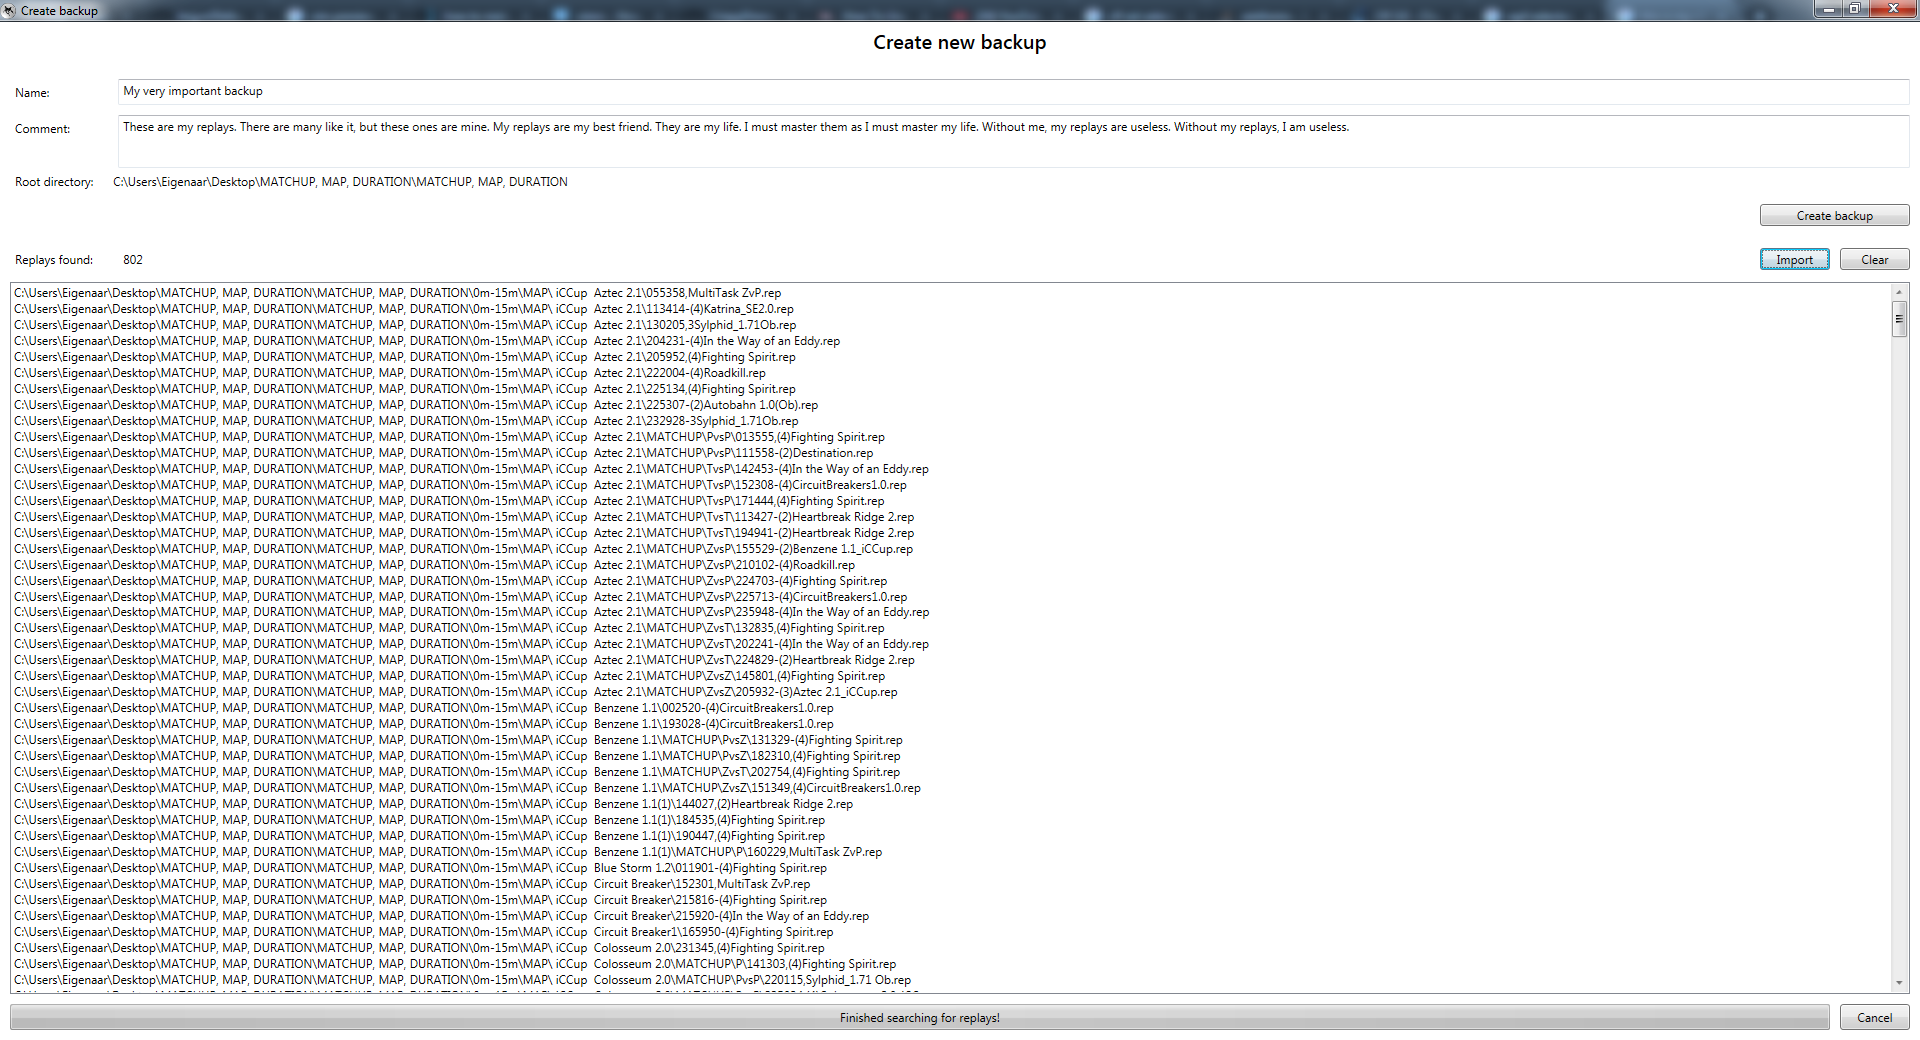 Create backup
Create new backup
Name: My very important backup
Comment: These are my replays. There are many like it, but these ones are mine. My replays are my best friend. They are my life. I must master them as I must master my life. Without me, my replays are useless. Without my replays, I am useless.
Root directory: C:\Users\Eigenaar\Desktop\MATCHUP, MAP, DURATION\MATCHUP, MAP, DURATION
Create backup
Replays found: 802 Import Clear
C:\Users\Eigenaar\Desktop\MATCHUP, MAP, DURATION\MATCHUP, MAP, DURATION\0m-15m\MAP\ iCCup  Aztec 2.1\055358,MultiTask ZvP.rep
C:\Users\Eigenaar\Desktop\MATCHUP, MAP, DURATION\MATCHUP, MAP, DURATION\0m-15m\MAP\ iCCup  Aztec 2.1\113414-(4)Katrina_SE2.0.rep
C:\Users\Eigenaar\Desktop\MATCHUP, MAP, DURATION\MATCHUP, MAP, DURATION\0m-15m\MAP\ iCCup  Aztec 2.1\130205,3Sylphid_1.71Ob.rep
C:\Users\Eigenaar\Desktop\MATCHUP, MAP, DURATION\MATCHUP, MAP, DURATION\0m-15m\MAP\ iCCup  Aztec 2.1\204231-(4)In the Way of an Eddy.rep
C:\Users\Eigenaar\Desktop\MATCHUP, MAP, DURATION\MATCHUP, MAP, DURATION\0m-15m\MAP\ iCCup  Aztec 2.1\205952,(4)Fighting Spirit.rep
C:\Users\Eigenaar\Desktop\MATCHUP, MAP, DURATION\MATCHUP, MAP, DURATION\0m-15m\MAP\ iCCup  Aztec 2.1\222004-(4)Roadkill.rep
C:\Users\Eigenaar\Desktop\MATCHUP, MAP, DURATION\MATCHUP, MAP, DURATION\0m-15m\MAP\ iCCup  Aztec 2.1\225134,(4)Fighting Spirit.rep
C:\Users\Eigenaar\Desktop\MATCHUP, MAP, DURATION\MATCHUP, MAP, DURATION\0m-15m\MAP\ iCCup  Aztec 2.1\225307-(2)Autobahn 1.0(Ob).rep
C:\Users\Eigenaar\Desktop\MATCHUP, MAP, DURATION\MATCHUP, MAP, DURATION\0m-15m\MAP\ iCCup  Aztec 2.1\232928-3Sylphid_1.71Ob.rep
C:\Users\Eigenaar\Desktop\MATCHUP, MAP, DURATION\MATCHUP, MAP, DURATION\0m-15m\MAP\ iCCup  Aztec 2.1\MATCHUP\PvsP\013555,(4)Fighting Spirit.rep
C:\Users\Eigenaar\Desktop\MATCHUP, MAP, DURATION\MATCHUP, MAP, DURATION\0m-15m\MAP\ iCCup  Aztec 2.1\MATCHUP\PvsP\111558-(2)Destination.rep
C:\Users\Eigenaar\Desktop\MATCHUP, MAP, DURATION\MATCHUP, MAP, DURATION\0m-15m\MAP\ iCCup  Aztec 2.1\MATCHUP\TvsP\142453-(4)In the Way of an Eddy.rep
C:\Users\Eigenaar\Desktop\MATCHUP, MAP, DURATION\MATCHUP, MAP, DURATION\0m-15m\MAP\ iCCup  Aztec 2.1\MATCHUP\TvsP\152308-(4)CircuitBreakers1.0.rep
C:\Users\Eigenaar\Desktop\MATCHUP, MAP, DURATION\MATCHUP, MAP, DURATION\0m-15m\MAP\ iCCup  Aztec 2.1\MATCHUP\TvsP\171444,(4)Fighting Spirit.rep
C:\Users\Eigenaar\Desktop\MATCHUP, MAP, DURATION\MATCHUP, MAP, DURATION\0m-15m\MAP\ iCCup  Aztec 2.1\MATCHUP\TvsT\113427-(2)Heartbreak Ridge 2.rep
C:\Users\Eigenaar\Desktop\MATCHUP, MAP, DURATION\MATCHUP, MAP, DURATION\0m-15m\MAP\ iCCup  Aztec 2.1\MATCHUP\TvsT\194941-(2)Heartbreak Ridge 2.rep
C:\Users\Eigenaar\Desktop\MATCHUP, MAP, DURATION\MATCHUP, MAP, DURATION\0m-15m\MAP\ iCCup  Aztec 2.1\MATCHUP\ZvsP\155529-(2)Benzene 1.1_iCCup.rep
C:\Users\Eigenaar\Desktop\MATCHUP, MAP, DURATION\MATCHUP, MAP, DURATION\0m-15m\MAP\ iCCup  Aztec 2.1\MATCHUP\ZvsP\210102-(4)Roadkill.rep
C:\Users\Eigenaar\Desktop\MATCHUP, MAP, DURATION\MATCHUP, MAP, DURATION\0m-15m\MAP\ iCCup  Aztec 2.1\MATCHUP\ZvsP\224703-(4)Fighting Spirit.rep
C:\Users\Eigenaar\Desktop\MATCHUP, MAP, DURATION\MATCHUP, MAP, DURATION\0m-15m\MAP\ iCCup  Aztec 2.1\MATCHUP\ZvsP\225713-(4)CircuitBreakers1.0.rep
C:\Users\Eigenaar\Desktop\MATCHUP, MAP, DURATION\MATCHUP, MAP, DURATION\0m-15m\MAP\ iCCup  Aztec 2.1\MATCHUP\ZvsP\235948-(4)In the Way of an Eddy.rep
C:\Users\Eigenaar\Desktop\MATCHUP, MAP, DURATION\MATCHUP, MAP, DURATION\0m-15m\MAP\ iCCup  Aztec 2.1\MATCHUP\ZvsT\132835,(4)Fighting Spirit.rep
C:\Users\Eigenaar\Desktop\MATCHUP, MAP, DURATION\MATCHUP, MAP, DURATION\0m-15m\MAP\ iCCup  Aztec 2.1\MATCHUP\ZvsT\202241-(4)In the Way of an Eddy.rep
C:\Users\Eigenaar\Desktop\MATCHUP, MAP, DURATION\MATCHUP, MAP, DURATION\0m-15m\MAP\ iCCup  Aztec 2.1\MATCHUP\ZvsT\224829-(2)Heartbreak Ridge 2.rep
C:\Users\Eigenaar\Desktop\MATCHUP, MAP, DURATION\MATCHUP, MAP, DURATION\0m-15m\MAP\ iCCup  Aztec 2.1\MATCHUP\ZvsZ\145801,(4)Fighting Spirit.rep
C:\Users\Eigenaar\Desktop\MATCHUP, MAP, DURATION\MATCHUP, MAP, DURATION\0m-15m\MAP\ iCCup  Aztec 2.1\MATCHUP\ZvsZ\205932-(3)Aztec 2.1_iCCup.rep
C:\Users\Eigenaar\Desktop\MATCHUP, MAP, DURATION\MATCHUP, MAP, DURATION\0m-15m\MAP\ iCCup  Benzene 1.1\002520-(4)CircuitBreakers1.0.rep
C:\Users\Eigenaar\Desktop\MATCHUP, MAP, DURATION\MATCHUP, MAP, DURATION\0m-15m\MAP\ iCCup  Benzene 1.1\193028-(4)CircuitBreakers1.0.rep
C:\Users\Eigenaar\Desktop\MATCHUP, MAP, DURATION\MATCHUP, MAP, DURATION\0m-15m\MAP\ iCCup  Benzene 1.1\MATCHUP\PvsZ\131329-(4)Fighting Spirit.rep
C:\Users\Eigenaar\Desktop\MATCHUP, MAP, DURATION\MATCHUP, MAP, DURATION\0m-15m\MAP\ iCCup  Benzene 1.1\MATCHUP\PvsZ\182310,(4)Fighting Spirit.rep
C:\Users\Eigenaar\Desktop\MATCHUP, MAP, DURATION\MATCHUP, MAP, DURATION\0m-15m\MAP\ iCCup  Benzene 1.1\MATCHUP\ZvsT\202754,(4)Fighting Spirit.rep
C:\Users\Eigenaar\Desktop\MATCHUP, MAP, DURATION\MATCHUP, MAP, DURATION\0m-15m\MAP\ iCCup  Benzene 1.1\MATCHUP\ZvsZ\151349,(4)CircuitBreakers1.0.rep
C:\Users\Eigenaar\Desktop\MATCHUP, MAP, DURATION\MATCHUP, MAP, DURATION\0m-15m\MAP\ iCCup  Benzene 1.1(1)\144027,(2)Heartbreak Ridge 2.rep
C:\Users\Eigenaar\Desktop\MATCHUP, MAP, DURATION\MATCHUP, MAP, DURATION\0m-15m\MAP\ iCCup  Benzene 1.1(1)\184535,(4)Fighting Spirit.rep
C:\Users\Eigenaar\Desktop\MATCHUP, MAP, DURATION\MATCHUP, MAP, DURATION\0m-15m\MAP\ iCCup  Benzene 1.1(1)\190447,(4)Fighting Spirit.rep
C:\Users\Eigenaar\Desktop\MATCHUP, MAP, DURATION\MATCHUP, MAP, DURATION\0m-15m\MAP\ iCCup  Benzene 1.1(1)\MATCHUP\P\160229,MultiTask ZvP.rep
C:\Users\Eigenaar\Desktop\MATCHUP, MAP, DURATION\MATCHUP, MAP, DURATION\0m-15m\MAP\ iCCup  Blue Storm 1.2\011901-(4)Fighting Spirit.rep
C:\Users\Eigenaar\Desktop\MATCHUP, MAP, DURATION\MATCHUP, MAP, DURATION\0m-15m\MAP\ iCCup  Circuit Breaker\152301,MultiTask ZvP.rep
C:\Users\Eigenaar\Desktop\MATCHUP, MAP, DURATION\MATCHUP, MAP, DURATION\0m-15m\MAP\ iCCup  Circuit Breaker\215816-(4)Fighting Spirit.rep
C:\Users\Eigenaar\Desktop\MATCHUP, MAP, DURATION\MATCHUP, MAP, DURATION\0m-15m\MAP\ iCCup  Circuit Breaker\215920-(4)In the Way of an Eddy.rep
C:\Users\Eigenaar\Desktop\MATCHUP, MAP, DURATION\MATCHUP, MAP, DURATION\0m-15m\MAP\ iCCup  Circuit Breaker1\165950-(4)Fighting Spirit.rep
C:\Users\Eigenaar\Desktop\MATCHUP, MAP, DURATION\MATCHUP, MAP, DURATION\0m-15m\MAP\ iCCup  Colosseum 2.0\231345,(4)Fighting Spirit.rep
C:\Users\Eigenaar\Desktop\MATCHUP, MAP, DURATION\MATCHUP, MAP, DURATION\0m-15m\MAP\ iCCup  Colosseum 2.0\MATCHUP\P\141303,(4)Fighting Spirit.rep
C:\Users\Eigenaar\Desktop\MATCHUP, MAP, DURATION\MATCHUP, MAP, DURATION\0m-15m\MAP\ iCCup  Colosseum 2.0\MATCHUP\PvsP\220115,Sylphid_1.71 Ob.rep
Finished searching for replays! Cancel